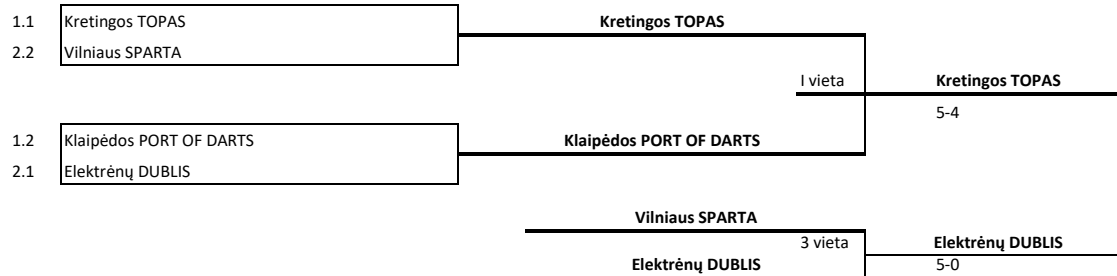 1.1 Kretingos TOPAS Kretingos TOPAS
2.2 Vilniaus SPARTA
I vieta Kretingos TOPAS
5-4
1.2 Klaipėdos PORT OF DARTS Klaipėdos PORT OF DARTS
2.1 Elektrėnų DUBLIS
Vilniaus SPARTA
3 vieta Elektrėnų DUBLIS
Elektrėnų DUBLIS 5-0